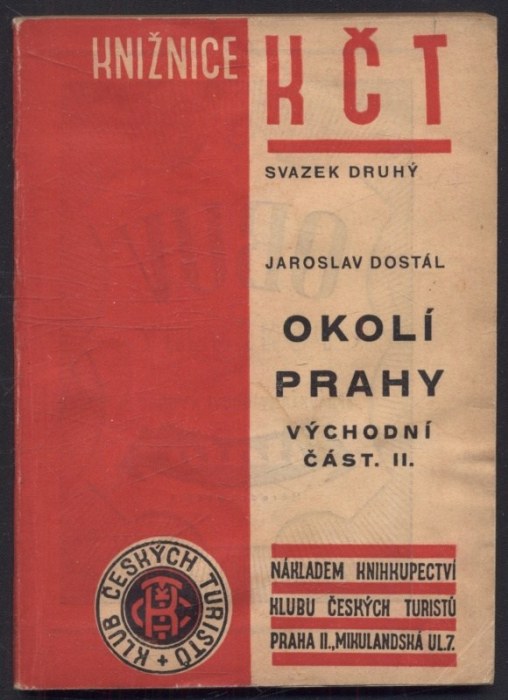 KNIŽNICE KČT
SVAZEK DRUHÝ
JAROSLAV DOSTÁL
OKOLÍ
PRAHY
VÝCHODNÍ
ČÁST. II.
NÁKLADEM KNIHKUPECTVÍ
KLUBU ČESKÝCH TURISTŮ
PRAHA II., MIKULANDSKÁ UL.7.
KLUB ČESKÝCH TURISTŮ +
KČT